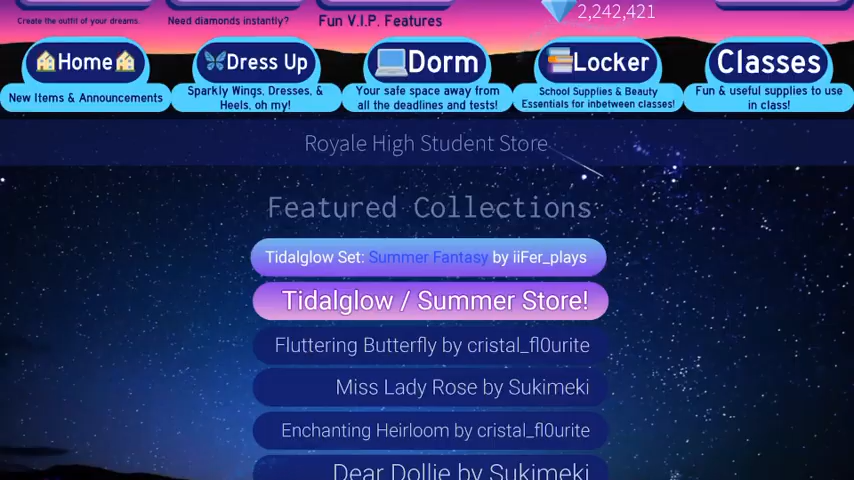 Create the outfit of your dreams.
Need diamonds instantly?
Fun V.I.P. Features
2,242,421
Home
Dress Up
Dorm
Locker
Classes
New Items & Announcements
Sparkly Wings, Dresses, &
Heels, oh my!
Your safe space away from
all the deadlines and tests!
School Supplies & Beauty
Essentials for inbetween classes!
Fun & useful supplies to use
in class!
Royale High Student Store
Featured Collections
Tidalglow Set: Summer Fantasy by iiFer_plays
Tidalglow / Summer Store!
Fluttering Butterfly by cristal_fl0urite
Miss Lady Rose by Sukimeki
Enchanting Heirloom by cristal_fl0urite
Dear Dollie by Sukimeki